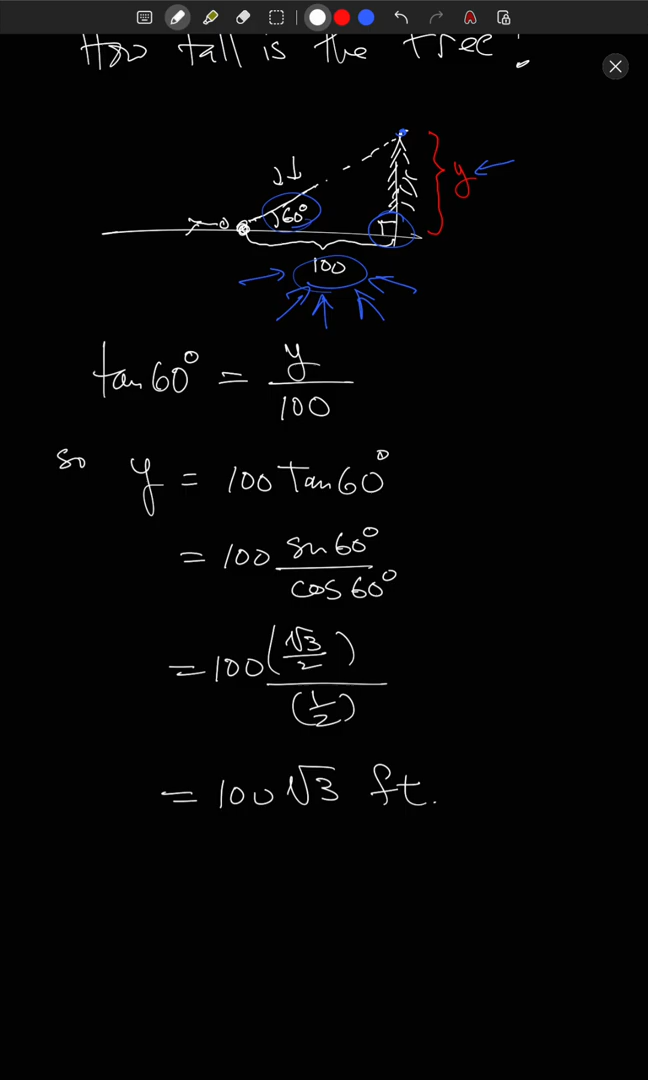 How tall is the tree?
60°
y
100
tan 60° = y / 100
so y = 100 tan 60°
= 100 sin 60° / cos 60°
= 100 (√3/2) / (1/2)
= 100 √3 ft.